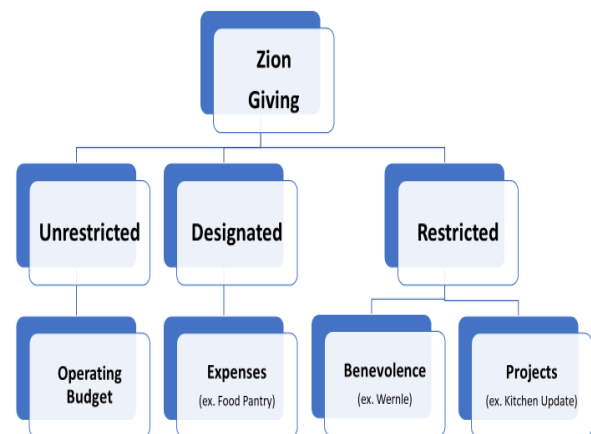 Zion
Giving
Unrestricted
Designated
Restricted
Operating
Budget
Expenses
(ex. Food Pantry)
Benevolence
(ex. Wernle)
Projects
(ex. Kitchen Update)